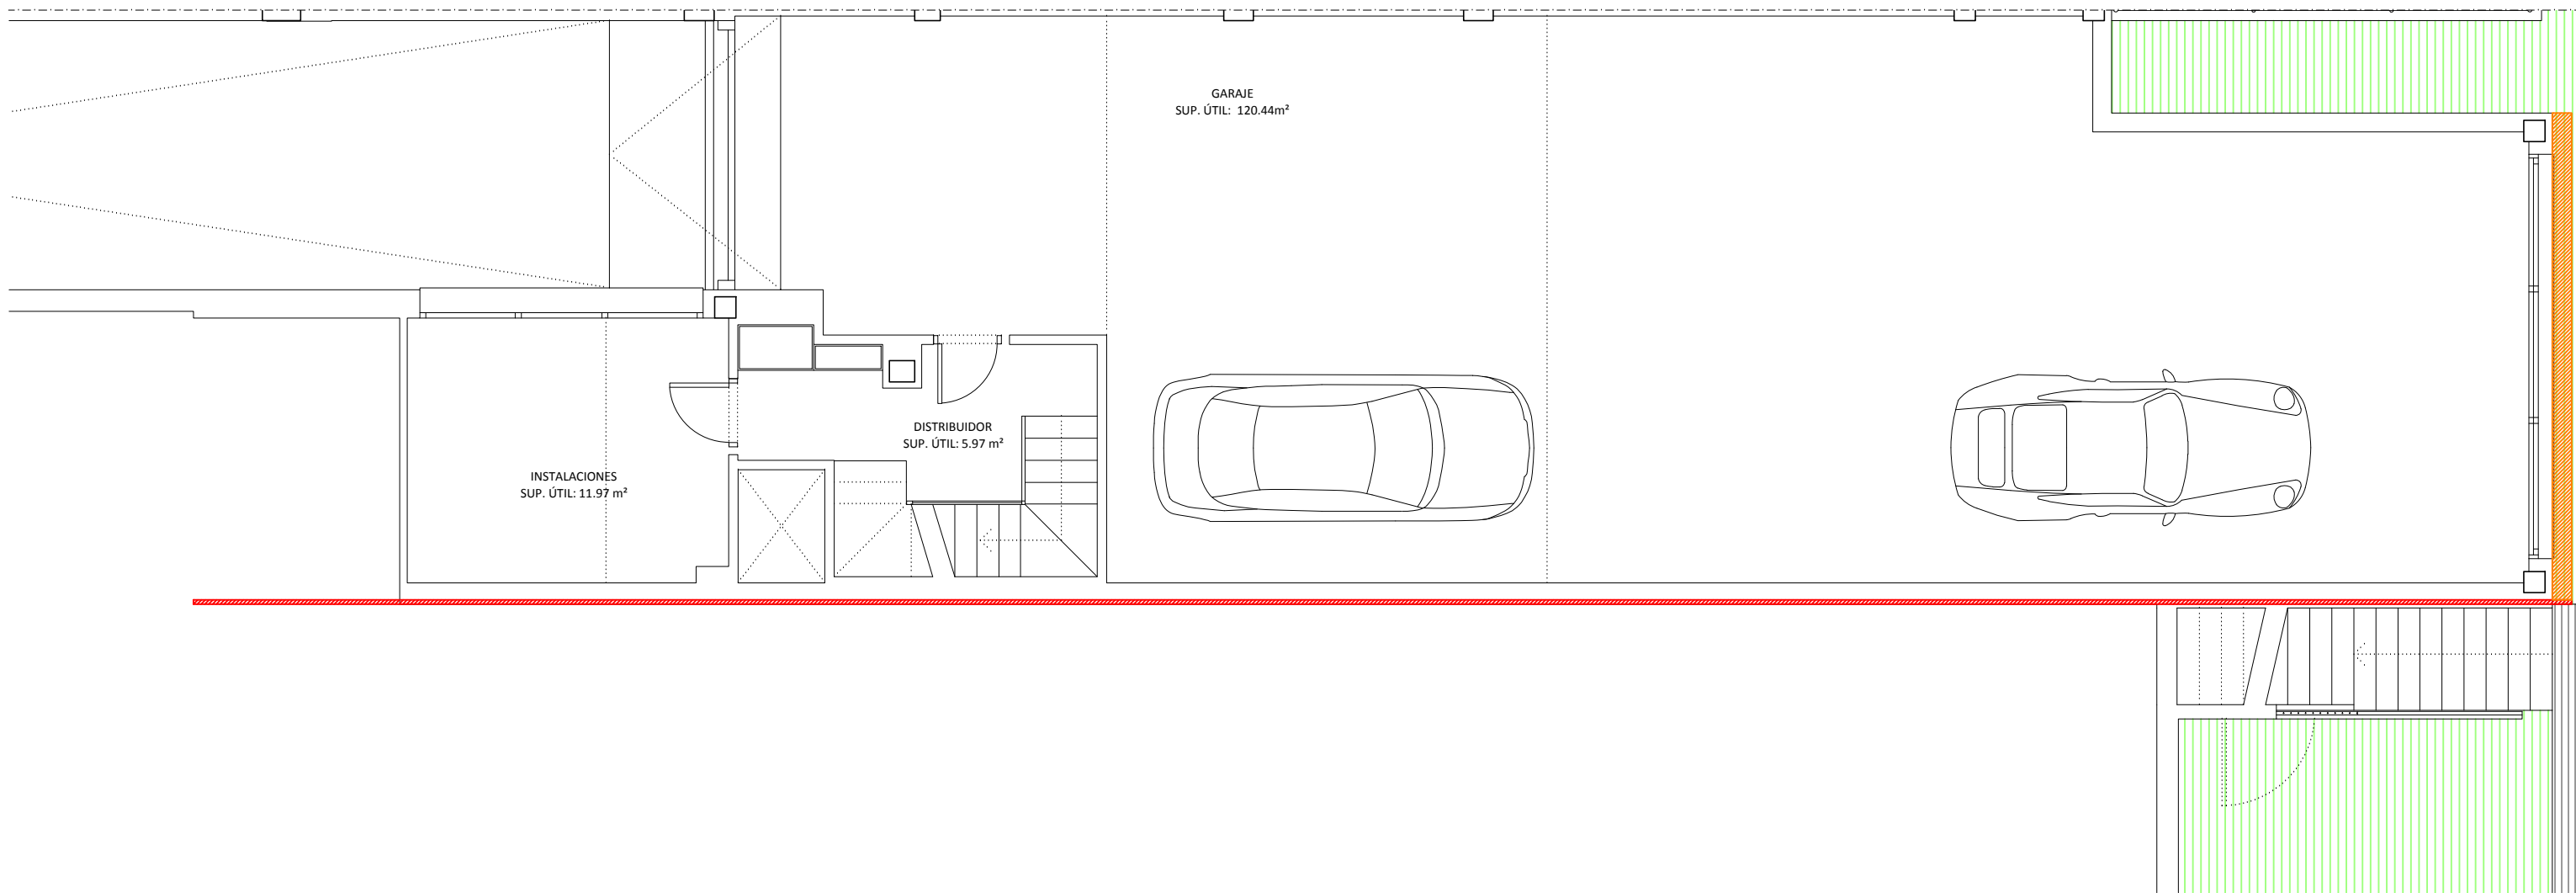 GARAJE
SUP. ÚTIL: 120.44m²
DISTRIBUIDOR
SUP. ÚTIL: 5.97 m²
INSTALACIONES
SUP. ÚTIL: 11.97 m²